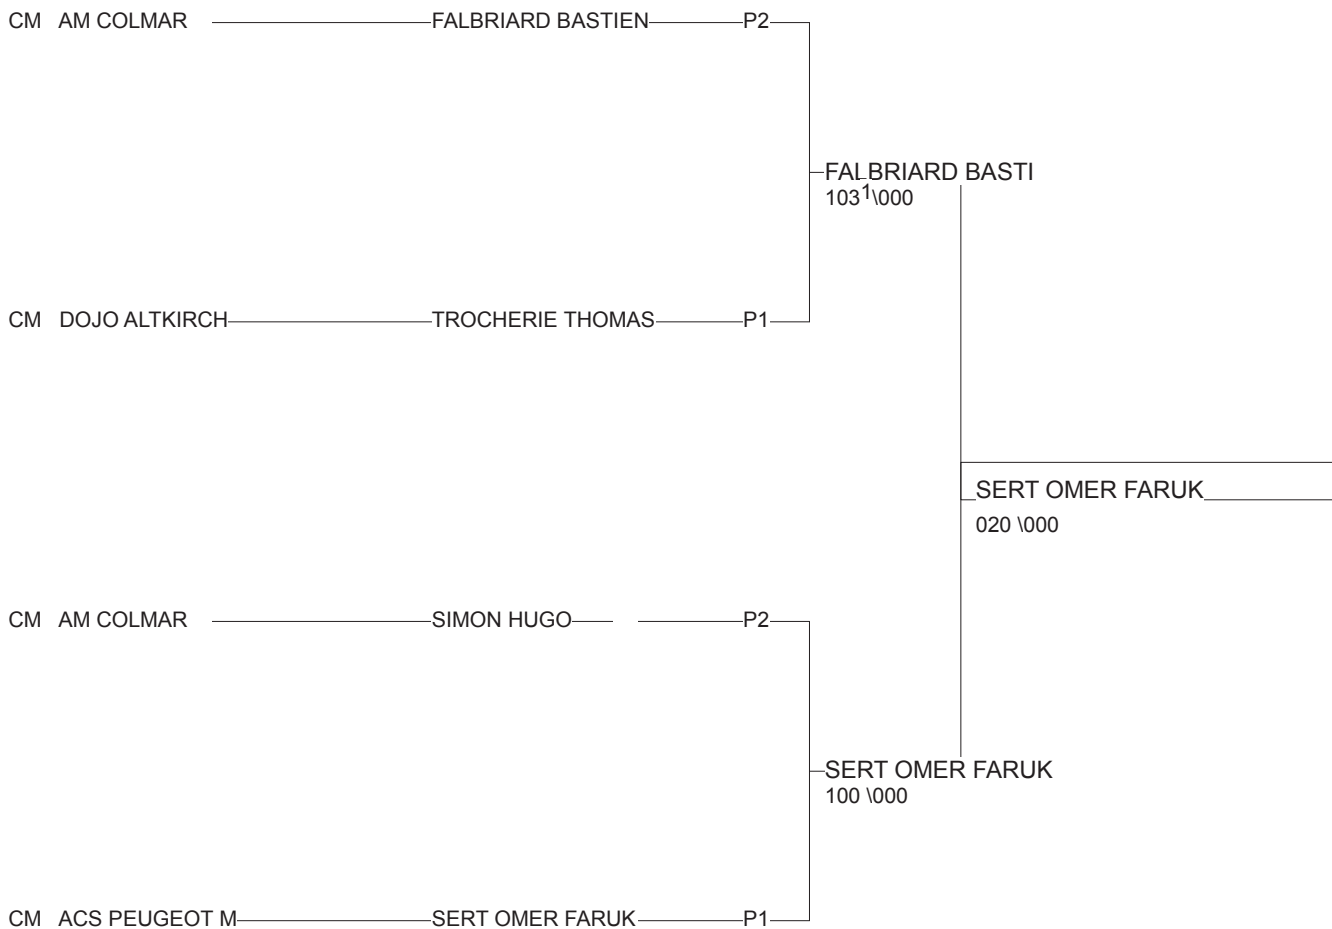 CM AM COLMAR FALBRIARD BASTIEN P2
FALBRIARD BASTI
103 1 \000
CM DOJO ALTKIRCH TROCHERIE THOMAS P1
SERT OMER FARUK
020 \000
CM AM COLMAR SIMON HUGO P2
SERT OMER FARUK
100 \000
CM ACS PEUGEOT M SERT OMER FARUK P1